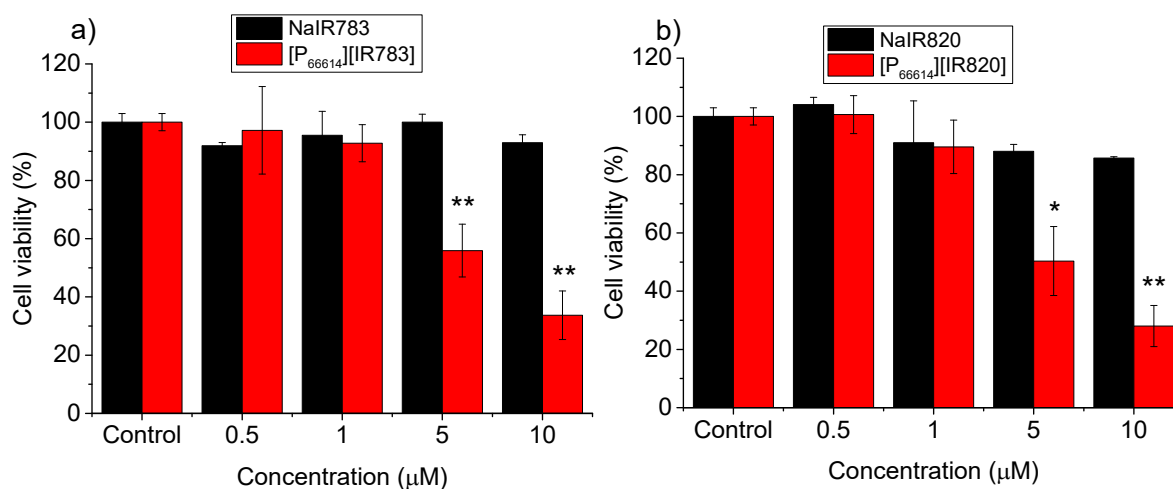 a)
NaIR783
[P₆₆₆₁₄][IR783]
Cell viability (%)
120
100
80
60
40
20
0
**
**
Control 0.5 1 5 10
Concentration (μM)
b)
NaIR820
[P₆₆₆₁₄][IR820]
Cell viability (%)
120
100
80
60
40
20
0
*
**
Control 0.5 1 5 10
Concentration (μM)